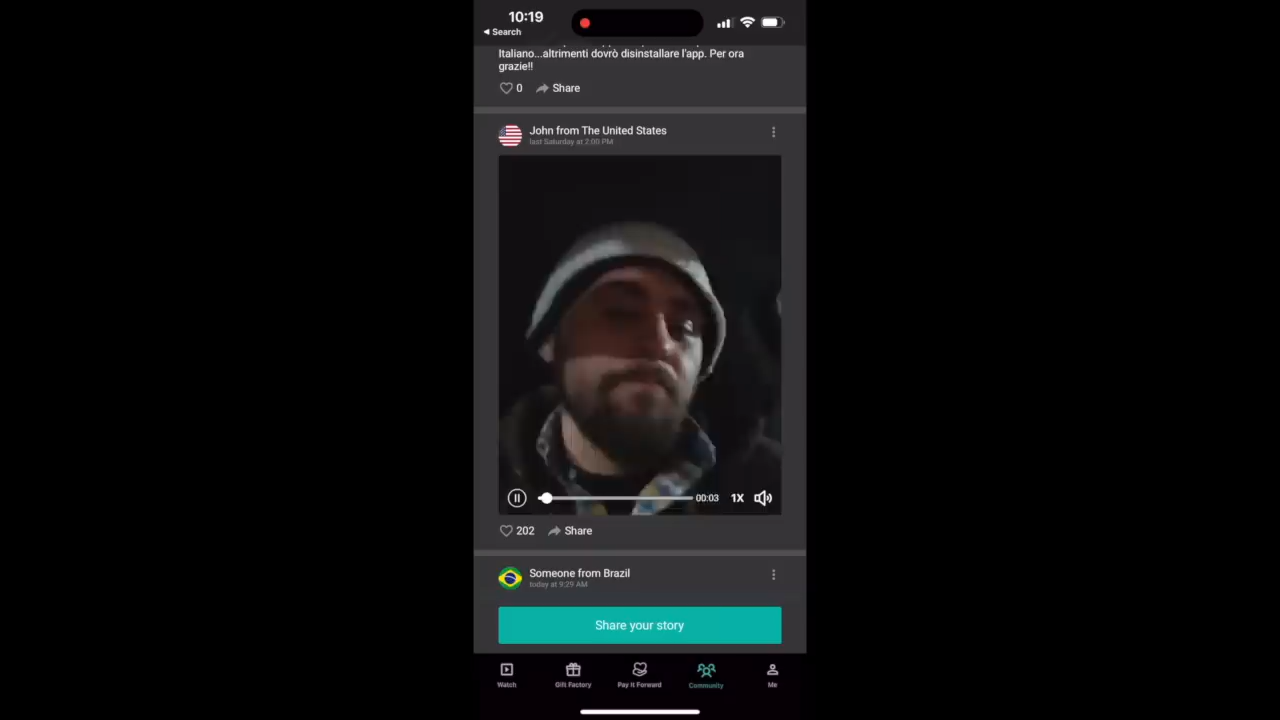 10:19
◀ Search
Italiano...altrimenti dovrò disinstallare l'app. Per ora
grazie!!
0 Share
John from The United States
last Saturday at 2:00 PM
00:03 1X
202 Share
Someone from Brazil
today at 9:29 AM
Share your story
Watch Gift Factory Pay It Forward Community Me